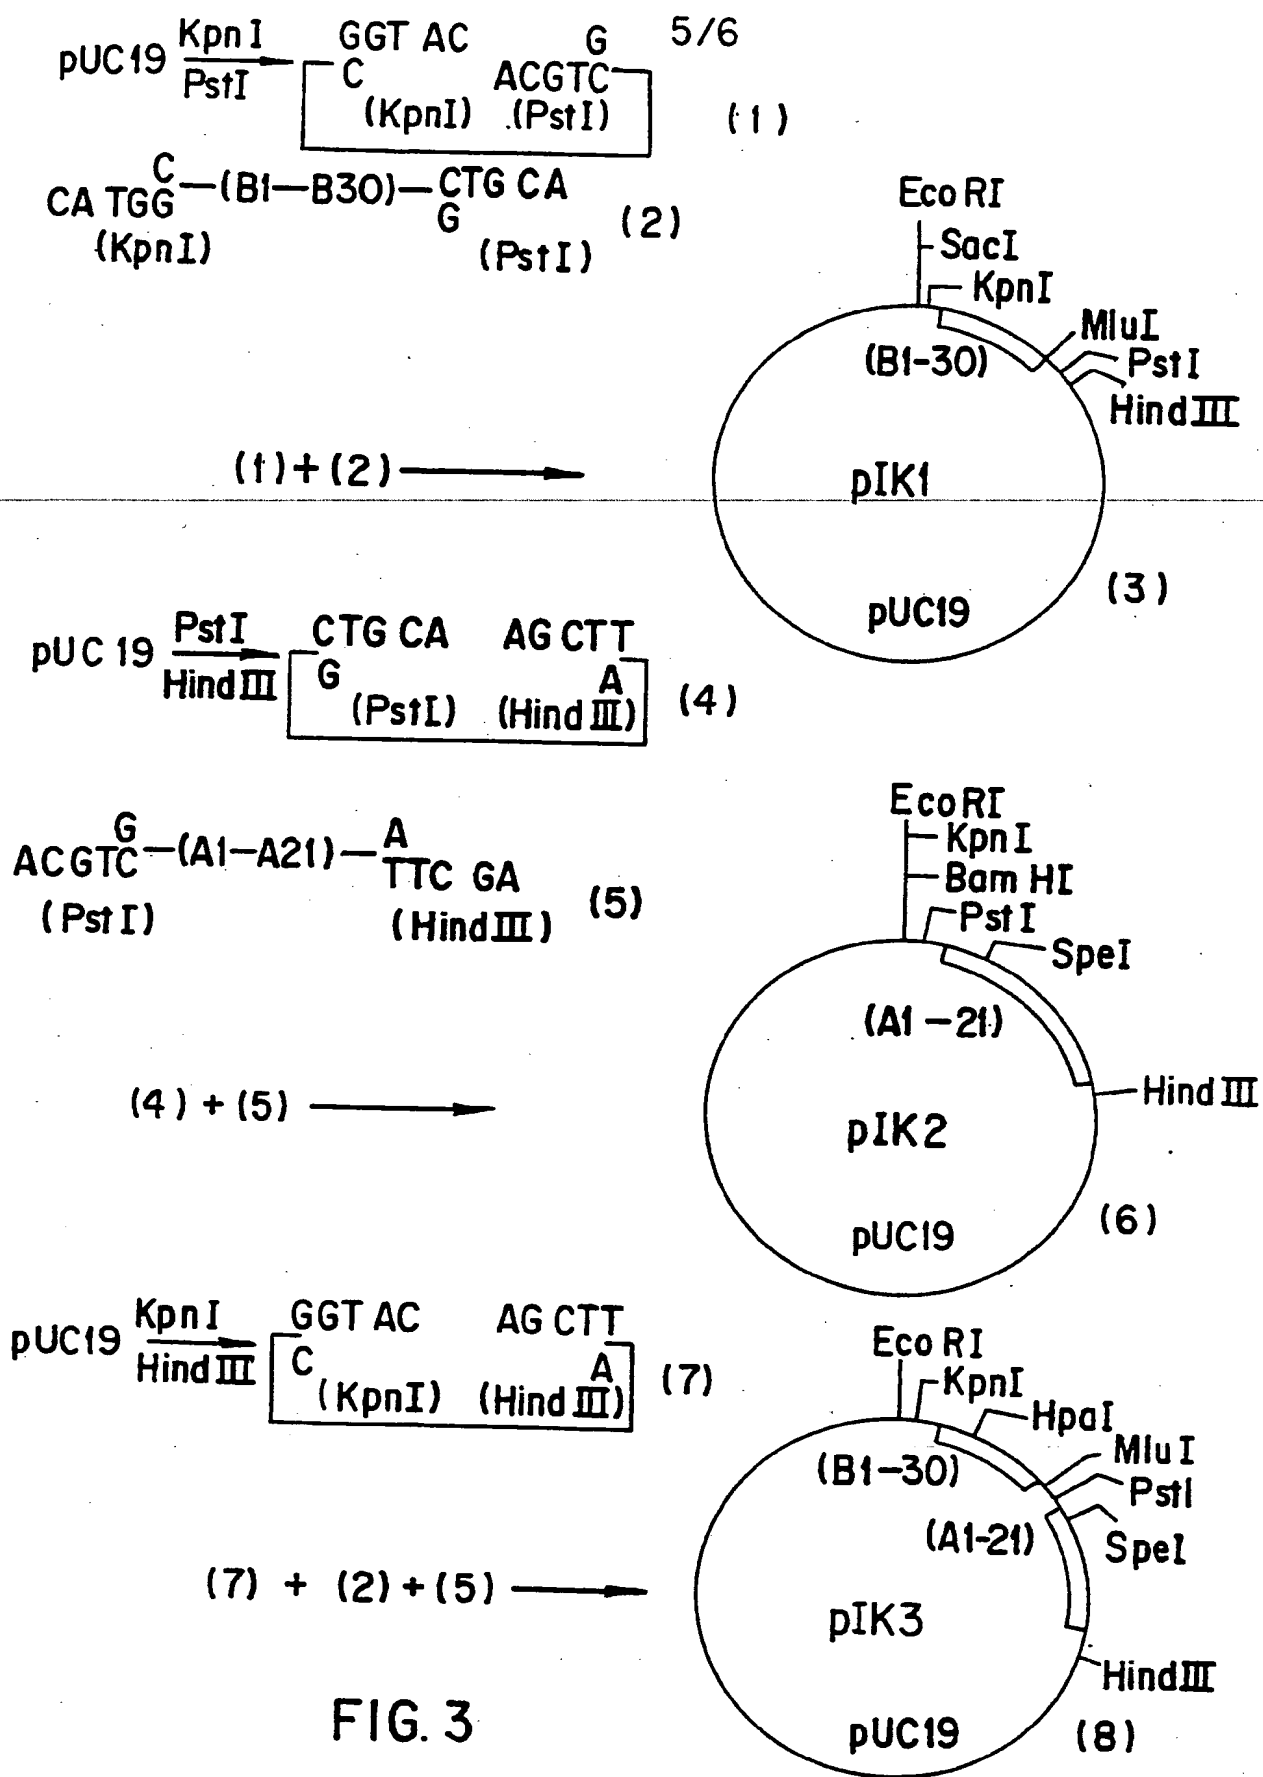 5/6
pUC19 KpnI PstI
GGT AC G
C ACGTC
(KpnI) (PstI)
(1)
C CTG CA
CA TGG —(B1—B30)— G
(KpnI) (PstI)
(2)
EcoRI
SacI
KpnI
MluI
PstI
HindIII
(B1-30)
pIK1
pUC19
(3)
(1)+(2)
pUC 19 PstI HindIII
CTG CA AG CTT
G A
(PstI) (HindIII)
(4)
G A
ACGTC —(A1—A21)— TTC GA
(PstI) (HindIII)
(5)
EcoRI
KpnI
Bam HI
PstI
SpeI
HindIII
(A1-21)
pIK2
pUC19
(6)
(4) + (5)
pUC19 KpnI HindIII
GGT AC AG CTT
C A
(KpnI) (HindIII)
(7)
Eco RI
KpnI
HpaI
MluI
PstI
SpeI
HindIII
(B1-30)
(A1-21)
pIK3
pUC19
(8)
(7) + (2)+(5)
FIG. 3